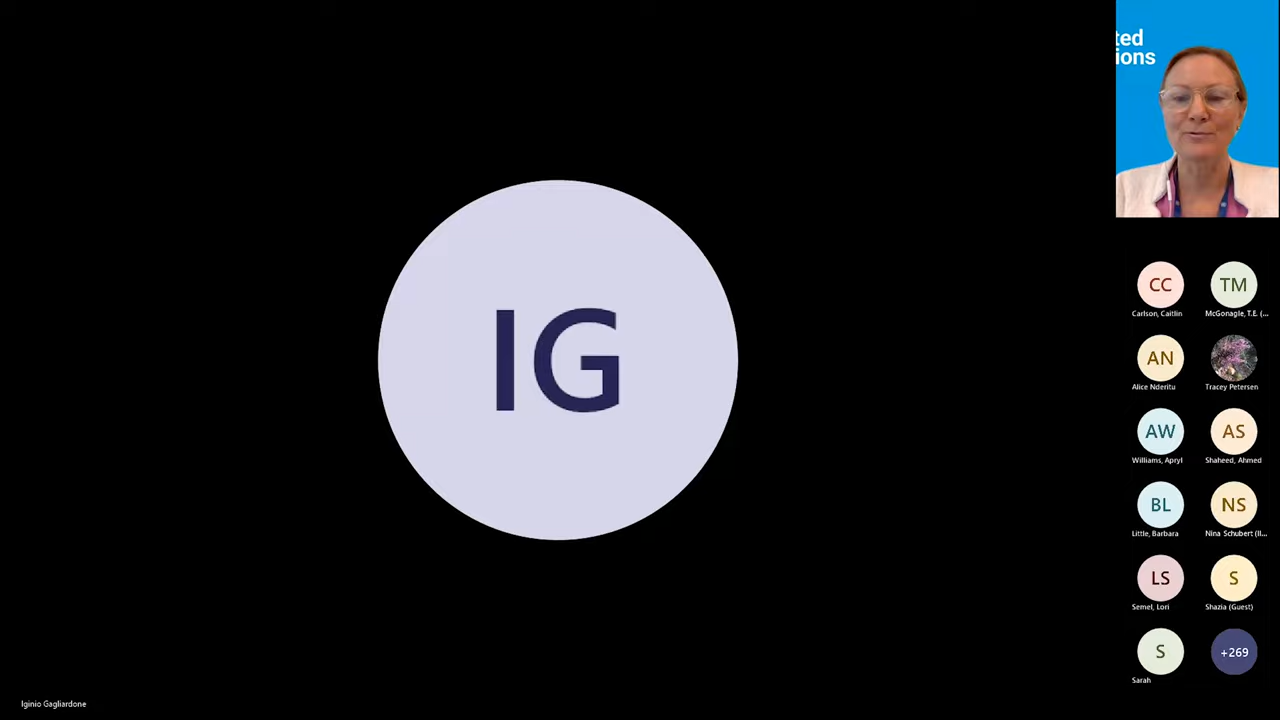 ted
ions
IG
CC
TM
Carlson, Caitlin
McGonagle, T.E. (...
AN
Alice Nderitu
Tracey Petersen
AW
AS
Williams, Apryl
Shaheed, Ahmed
BL
NS
Little, Barbara
Nina Schubert (II...
LS
S
Semel, Lori
Shazia (Guest)
S
+269
Sarah
Iginio Gagliardone